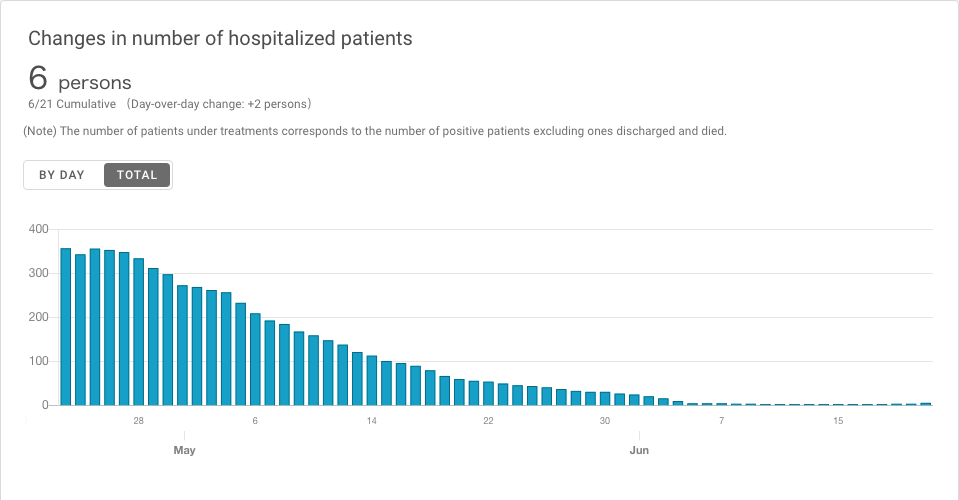 Changes in number of hospitalized patients
6 persons
6/21 Cumulative （Day-over-day change: +2 persons）
(Note) The number of patients under treatments corresponds to the number of positive patients excluding ones discharged and died.
BY DAY TOTAL
400
300
200
100
0
28 6 14 22 30 7 15
May Jun